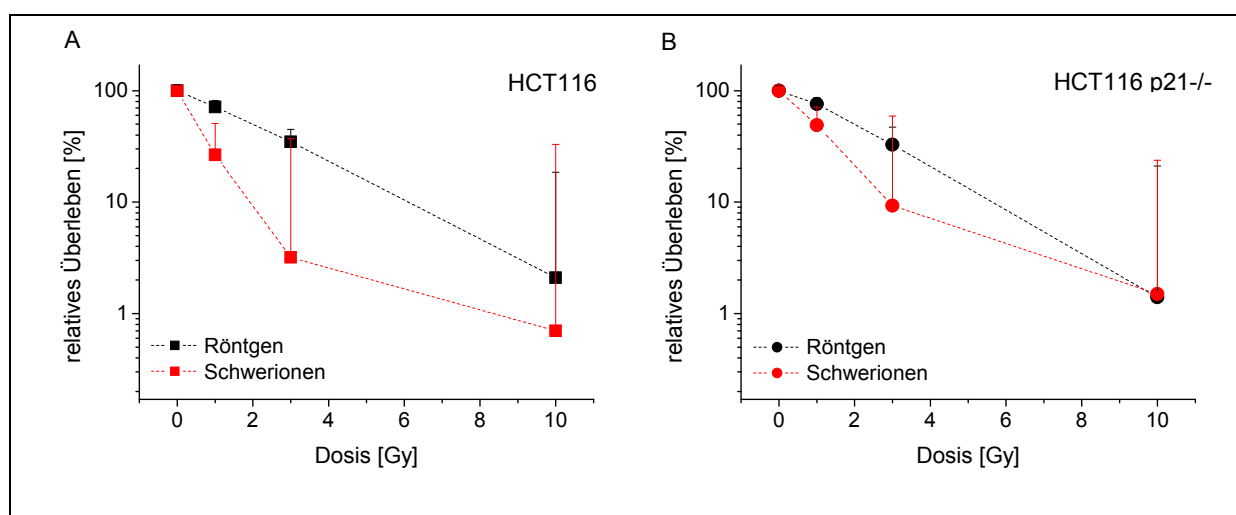 A
HCT116
relatives Überleben [%]
100
10
1
Röntgen
Schwerionen
0 2 4 6 8 10
Dosis [Gy]
B
HCT116 p21-/-
relatives Überleben [%]
100
10
1
Röntgen
Schwerionen
0 2 4 6 8 10
Dosis [Gy]